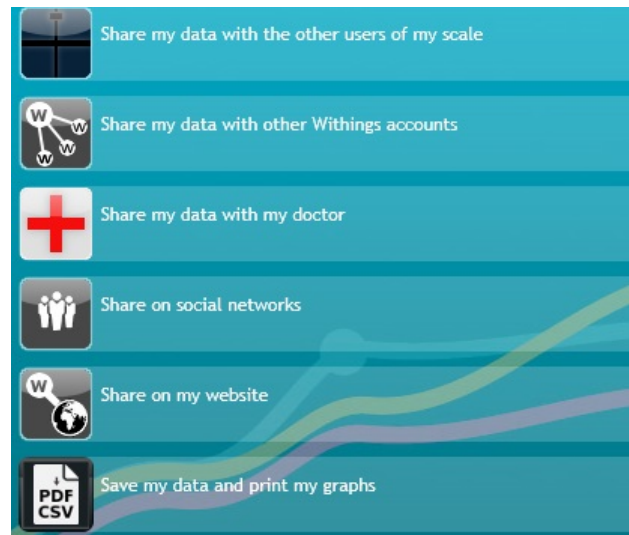 Share my data with the other users of my scale
W
W
W
W
Share my data with other Withings accounts
Share my data with my doctor
Share on social networks
W
Share on my website
PDF
CSV
Save my data and print my graphs